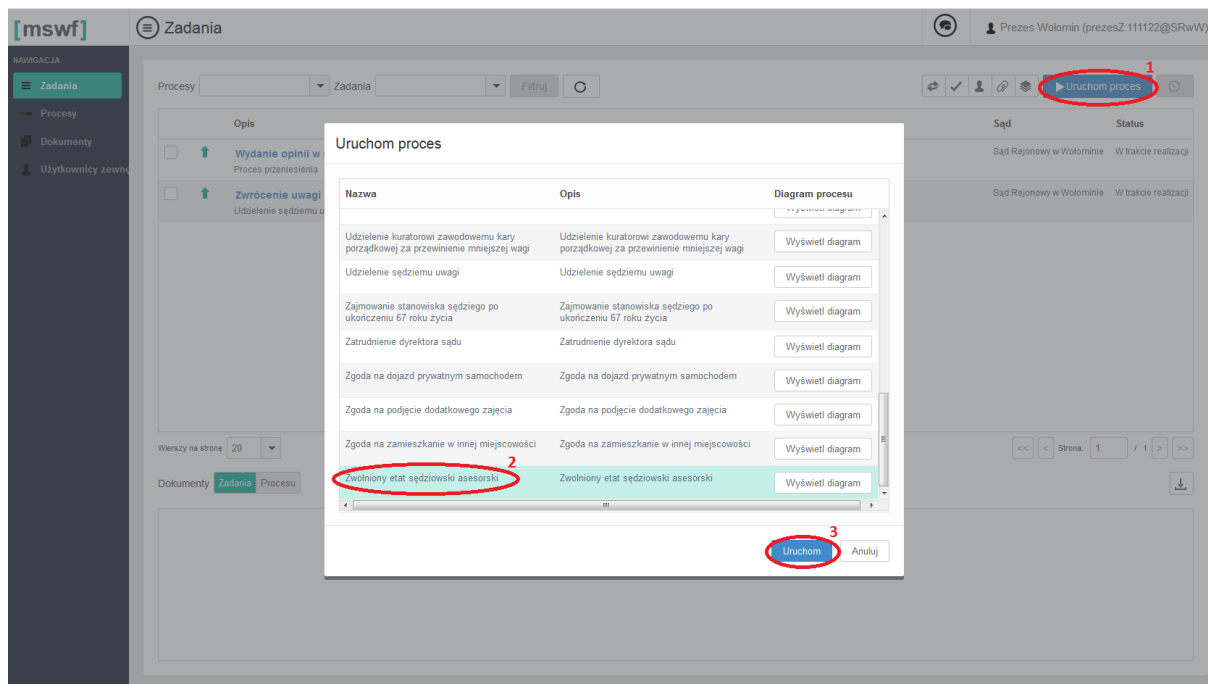 [mswf]
Zadania
Prezes Wołomin (prezesZ:111122@SRwW)
NAWIGACJA
Zadania
Procesy
Dokumenty
Użytkownicy zewnę
Procesy
Zadania
Filtruj
1
Uruchom proces
Opis
Sąd
Status
Wydanie opinii w
Proces przeniesienia
Sąd Rejonowy w Wołominie
W trakcie realizacji
Zwrócenie uwagi
Udzielenie sędziemu u
Sąd Rejonowy w Wołominie
W trakcie realizacji
Uruchom proces
Nazwa
Opis
Diagram procesu
Wyświetl diagram
Udzielenie kuratorowi zawodowemu kary
porządkowej za przewinienie mniejszej wagi
Udzielenie kuratorowi zawodowemu kary
porządkowej za przewinienie mniejszej wagi
Wyświetl diagram
Udzielenie sędziemu uwagi
Udzielenie sędziemu uwagi
Wyświetl diagram
Zajmowanie stanowiska sędziego po
ukończeniu 67 roku życia
Zajmowanie stanowiska sędziego po
ukończeniu 67 roku życia
Wyświetl diagram
Zatrudnienie dyrektora sądu
Zatrudnienie dyrektora sądu
Wyświetl diagram
Zgoda na dojazd prywatnym samochodem
Zgoda na dojazd prywatnym samochodem
Wyświetl diagram
Zgoda na podjęcie dodatkowego zajęcia
Zgoda na podjęcie dodatkowego zajęcia
Wyświetl diagram
Zgoda na zamieszkanie w innej miejscowości
Zgoda na zamieszkanie w innej miejscowości
Wyświetl diagram
2
Zwolniony etat sędziowski asesorski
Zwolniony etat sędziowski asesorski
Wyświetl diagram
3
Uruchom
Anuluj
Wierszy na stronę 20
<< < Strona: 1 / 1 > >>
Dokumenty Zadania Procesu